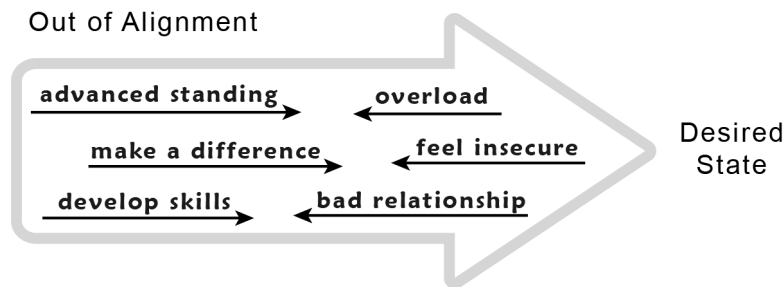 Out of Alignment
advanced standing
overload
make a difference
feel insecure
develop skills
bad relationship
Desired
State